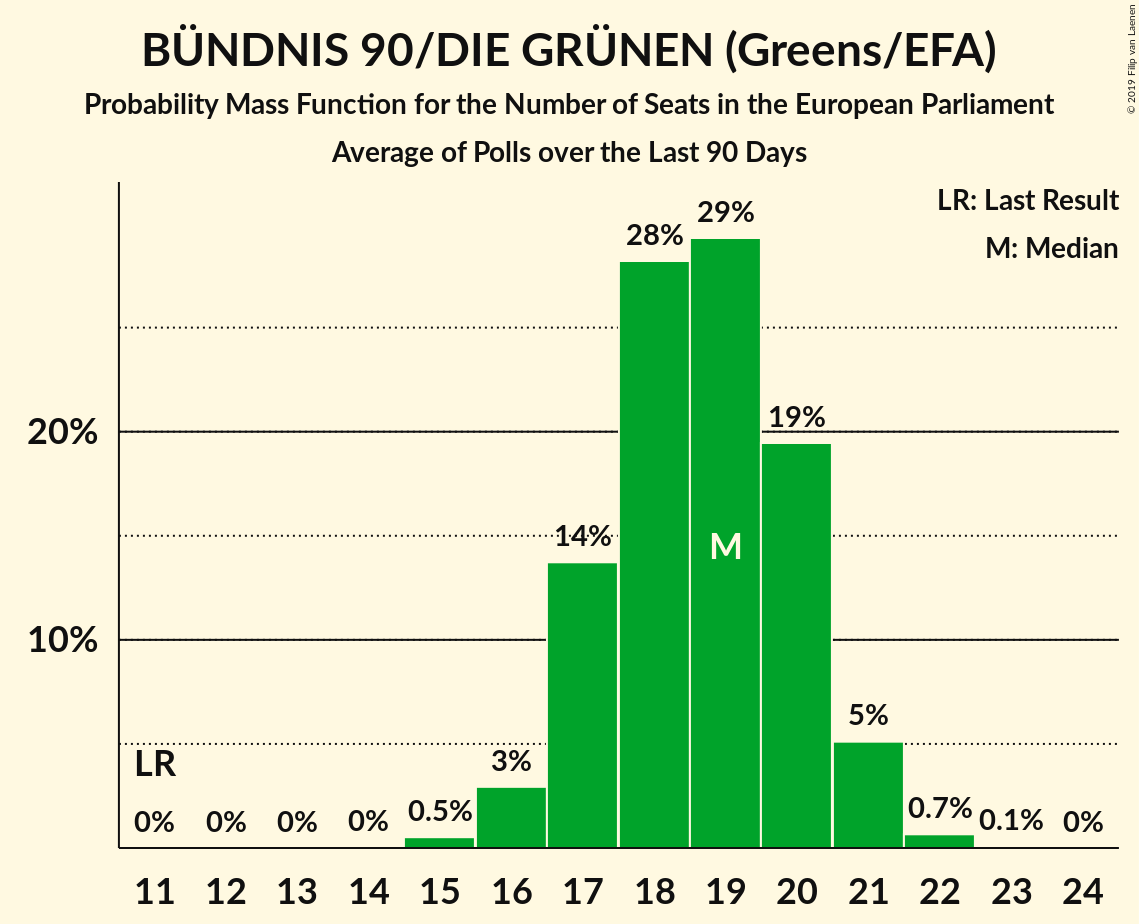 BÜNDNIS 90/DIE GRÜNEN (Greens/EFA)
Probability Mass Function for the Number of Seats in the European Parliament
Average of Polls over the Last 90 Days
© 2019 Filip van Laenen
LR: Last Result
M: Median
29%
28%
20%
19%
14%
M
10%
5%
LR
3%
0% 0% 0% 0% 0.5% 0.7% 0.1% 0%
11 12 13 14 15 16 17 18 19 20 21 22 23 24